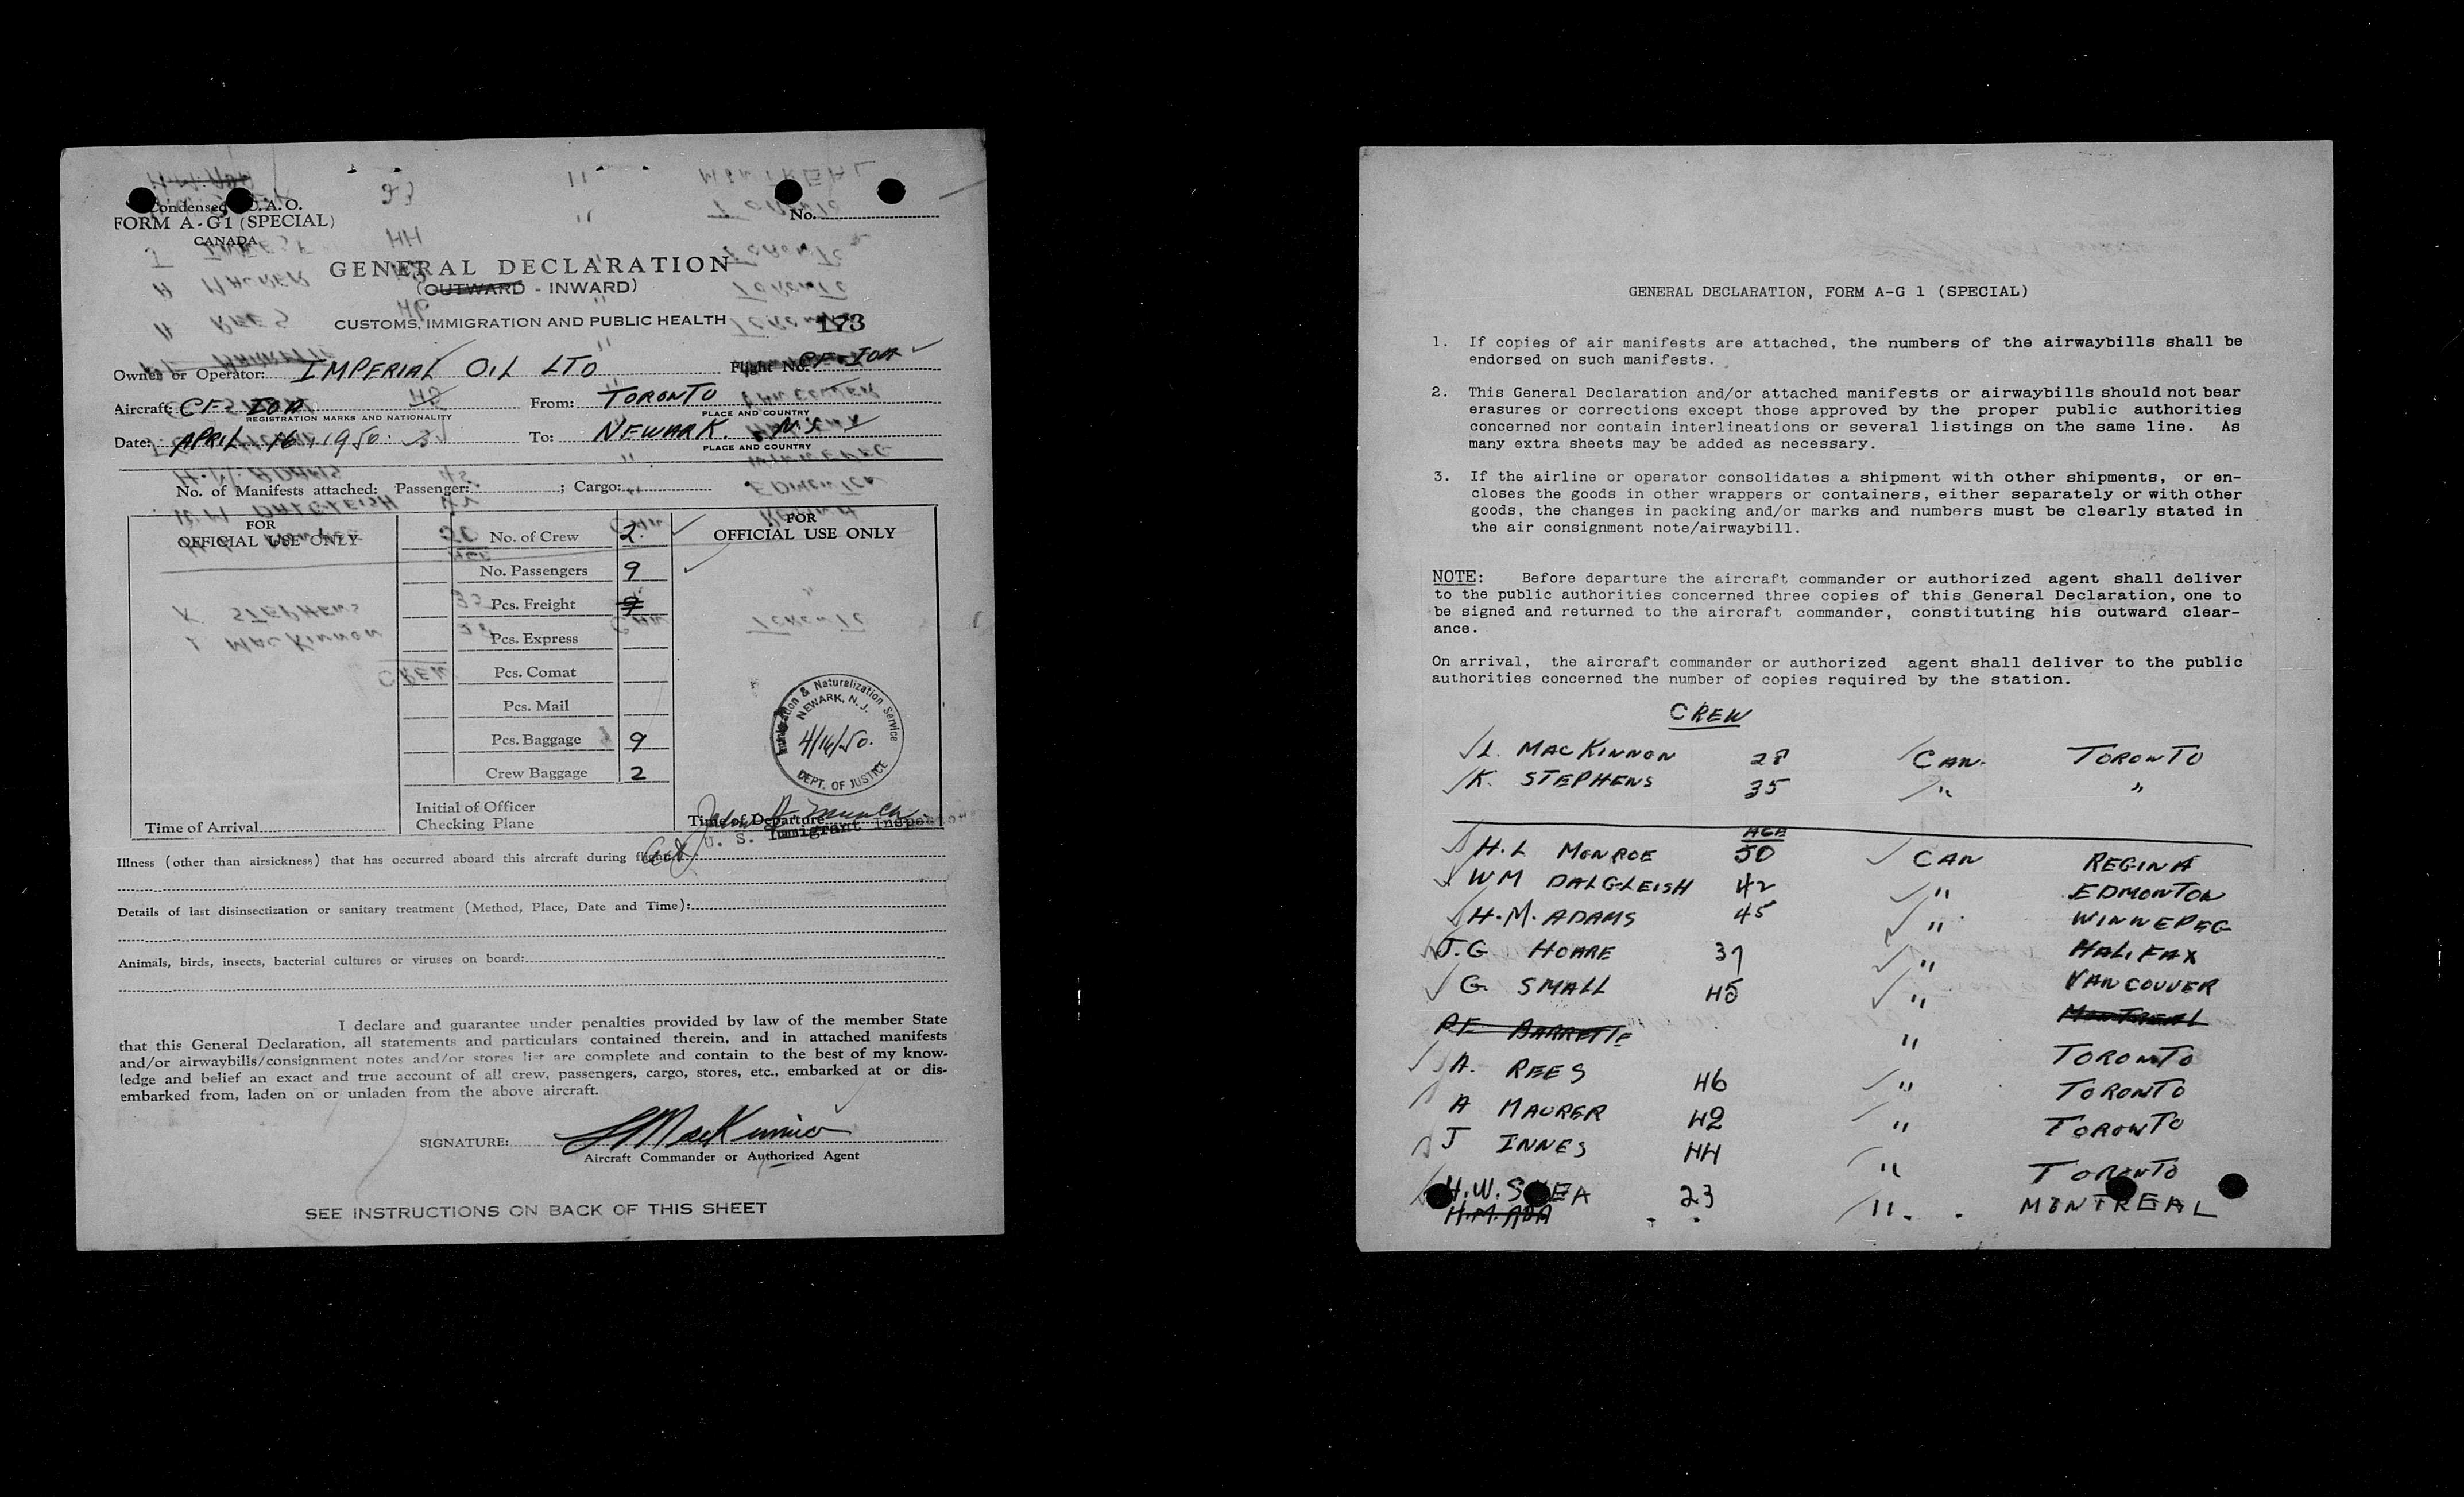 Condensed C.A.O.
FORM A-G1 (SPECIAL)
CANADA
No.
GENERAL DECLARATION
(OUTWARD - INWARD)
CUSTOMS, IMMIGRATION AND PUBLIC HEALTH
173
Owner or Operator: IMPERIAL OIL LTD Flight No. CF-IOA
Aircraft: CF- IOA From: TORONTO
REGISTRATION MARKS AND NATIONALITY PLACE AND COUNTRY
Date: APRIL 16, 1950. To: NEWARK. N.J.
PLACE AND COUNTRY
No. of Manifests attached: Passenger: ; Cargo:
FOR OFFICIAL USE ONLY
No. of Crew 2.
No. Passengers 9
Pcs. Freight 9
Pcs. Express
Pcs. Comat
Pcs. Mail
Pcs. Baggage 9
Crew Baggage 2
Initial of Officer
Checking Plane
Time of Arrival
FOR
OFFICIAL USE ONLY
Immigration & Naturalization Service
NEWARK, N. J.
4/16/50.
DEPT. OF JUSTICE
Time of Departure
U. S. Immigrant Inspector
Illness (other than airsickness) that has occurred aboard this aircraft during flight:
Details of last disinsectization or sanitary treatment (Method, Place, Date and Time):
Animals, birds, insects, bacterial cultures or viruses on board:
I declare and guarantee under penalties provided by law of the member State
that this General Declaration, all statements and particulars contained therein, and in attached manifests
and/or airwaybills/consignment notes and/or stores list are complete and contain to the best of my know-
ledge and belief an exact and true account of all crew, passengers, cargo, stores, etc., embarked at or dis-
embarked from, laden on or unladen from the above aircraft.
SIGNATURE: L MacKinnon
Aircraft Commander or Authorized Agent
SEE INSTRUCTIONS ON BACK OF THIS SHEET
GENERAL DECLARATION, FORM A-G 1 (SPECIAL)
1. If copies of air manifests are attached, the numbers of the airwaybills shall be
endorsed on such manifests.
2. This General Declaration and/or attached manifests or airwaybills should not bear
erasures or corrections except those approved by the proper public authorities
concerned nor contain interlineations or several listings on the same line. As
many extra sheets may be added as necessary.
3. If the airline or operator consolidates a shipment with other shipments, or en-
closes the goods in other wrappers or containers, either separately or with other
goods, the changes in packing and/or marks and numbers must be clearly stated in
the air consignment note/airwaybill.
NOTE: Before departure the aircraft commander or authorized agent shall deliver
to the public authorities concerned three copies of this General Declaration, one to
be signed and returned to the aircraft commander, constituting his outward clear-
ance.
On arrival, the aircraft commander or authorized agent shall deliver to the public
authorities concerned the number of copies required by the station.
CREW
L. MACKINNON 28 CAN. TORONTO
K. STEPHENS 35 " "
AGE
H.L MONROE 50 CAN REGINA
WM DALGLEISH 42 " EDMONTON
H.M. ADAMS 45 " WINNEPEG
J.G HOARE 37 " HALIFAX
G SMALL 45 " VANCOUVER
P.F. BARRETTE " MONTREAL
A. REES 46 " TORONTO
A MAURER 42 " TORONTO
J INNES 44 " TORONTO
TORONTO
H.W. SHEA 23 " MONTREAL
H.M. ADA